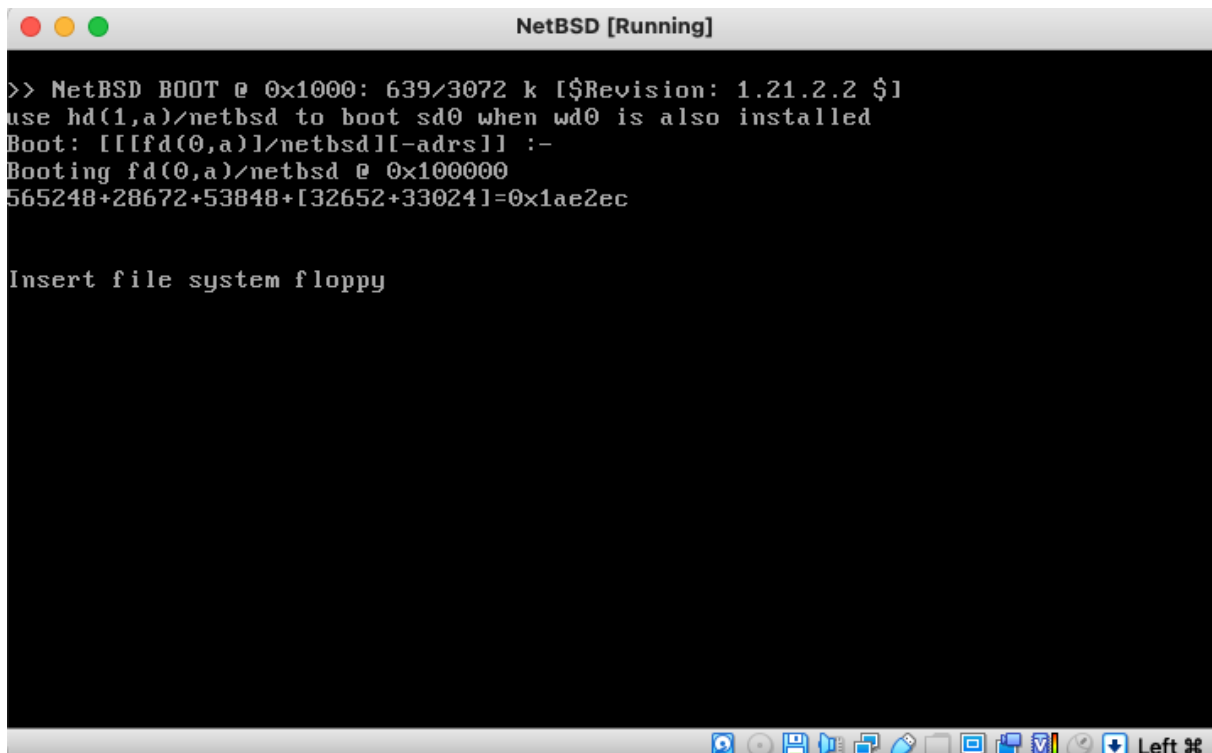 NetBSD [Running]
>> NetBSD BOOT @ 0x1000: 639/3072 k [$Revision: 1.21.2.2 $]
use hd(1,a)/netbsd to boot sd0 when wd0 is also installed
Boot: [[[fd(0,a)]/netbsd][-adrs]] :-
Booting fd(0,a)/netbsd @ 0x100000
565248+28672+53848+[32652+33024]=0x1ae2ec
Insert file system floppy
Left ⌘